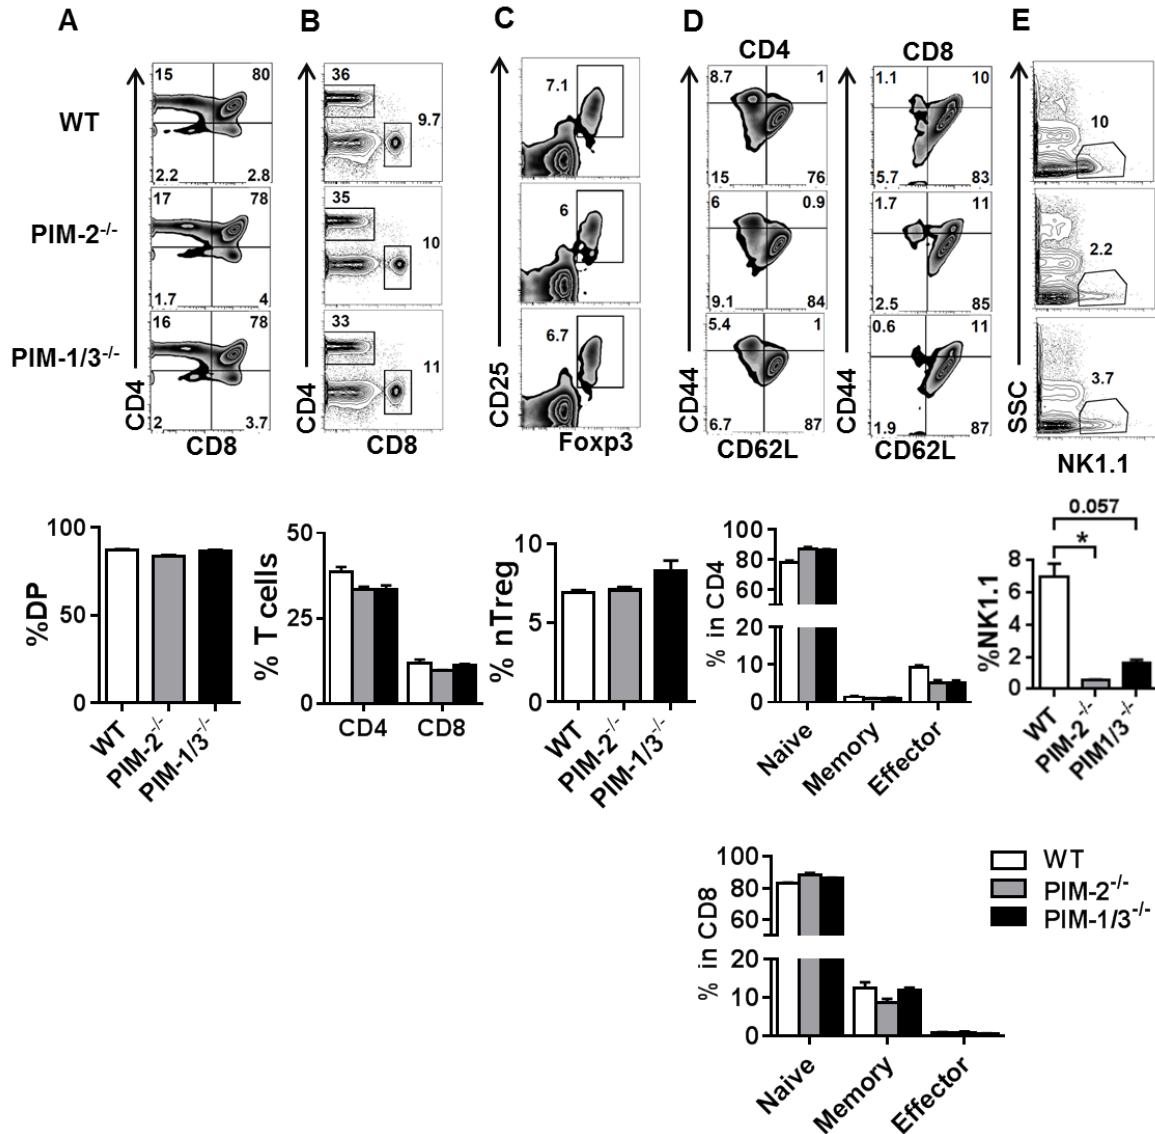 A B C D E
CD4 CD8
WT
PIM-2-/-
PIM-1/3-/-
15 80
2.2 2.8
17 78
1.7 4
16 78
2 3.7
CD4
CD8
36
9.7
35
10
33
11
CD4
CD8
7.1
6
6.7
CD25
Foxp3
8.7 1
15 76
6 0.9
9.1 84
5.4 1
6.7 87
CD44
CD62L
1.1 10
5.7 83
1.7 11
2.5 85
0.6 11
1.9 87
CD44
CD62L
10
2.2
3.7
SSC
NK1.1
%DP
100
50
0
WT
PIM-2-/-
PIM-1/3-/-
% T cells
50
25
0
CD4 CD8
% nTreg
10
5
0
WT
PIM-2-/-
PIM-1/3-/-
% in CD4
100
80
60
20
10
0
Naive
Memory
Effector
0.057
*
%NK1.1
8
6
4
2
0
WT
PIM-2-/-
PIM1/3-/-
% in CD8
100
80
60
20
10
0
Naive
Memory
Effector
WT
PIM-2-/-
PIM-1/3-/-